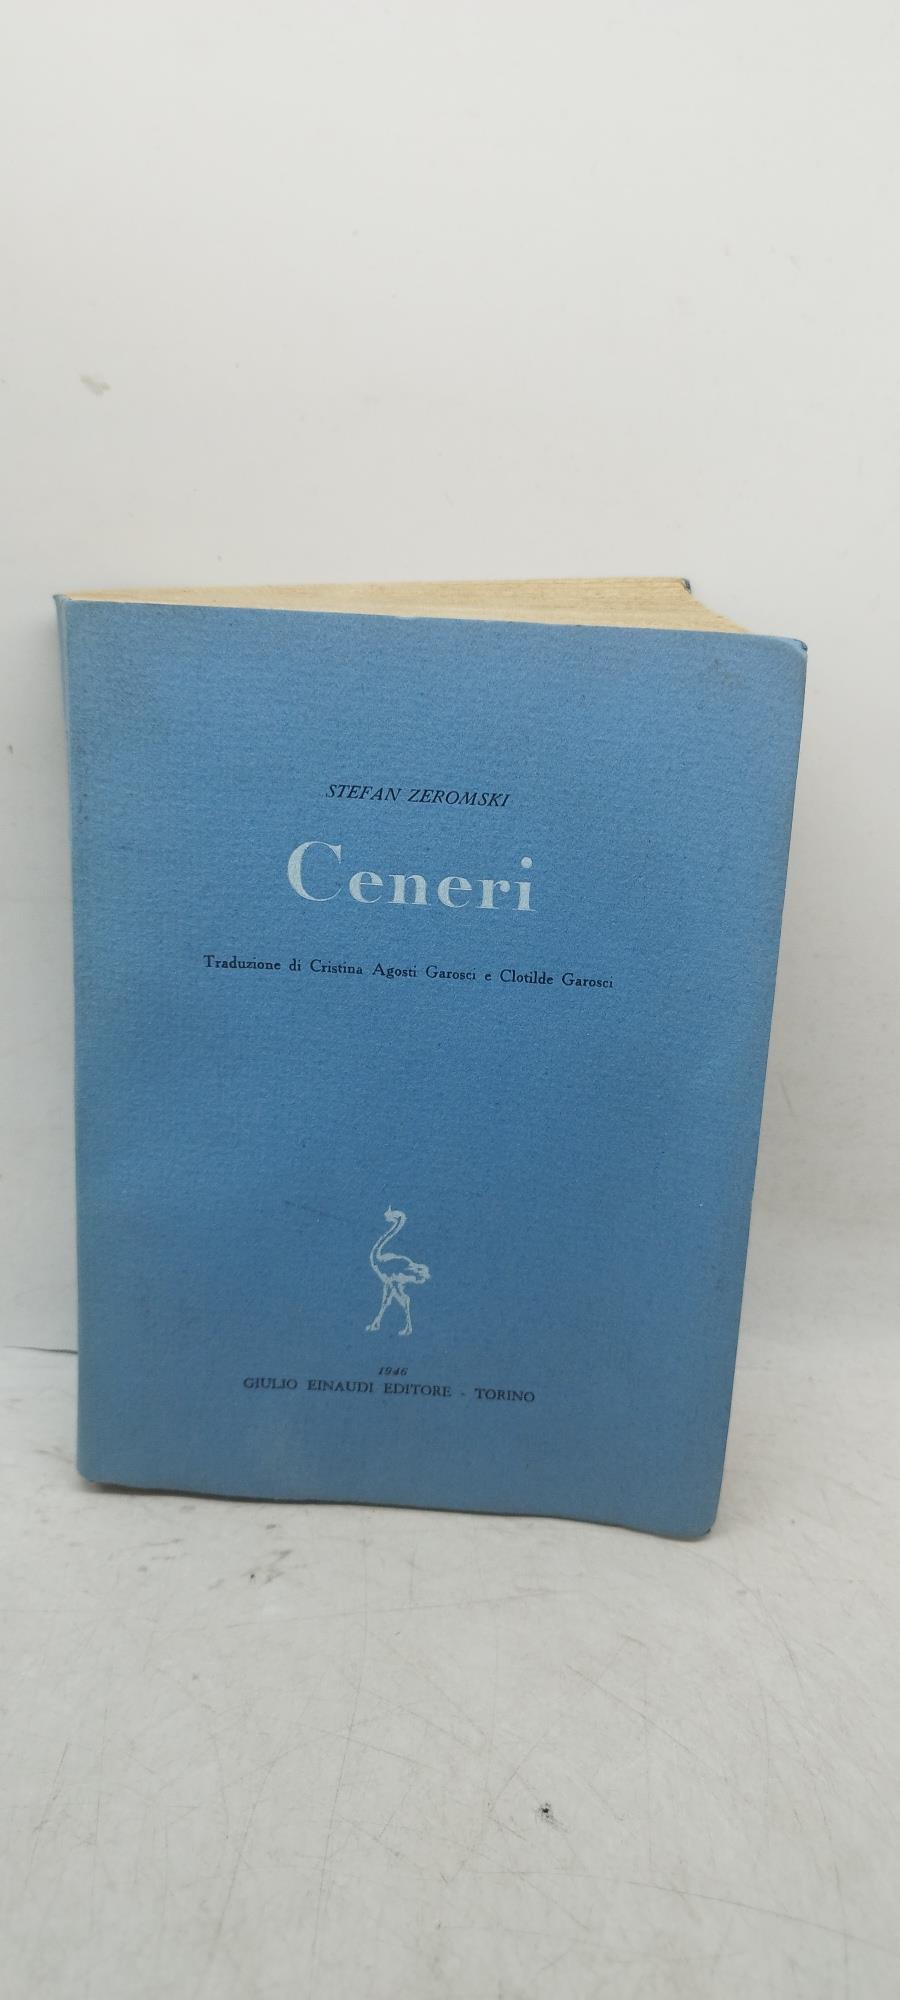 STEFAN ZEROMSKI
Ceneri
Traduzione di Cristina Agosti Garosci e Clotilde Garosci
1946
GIULIO EINAUDI EDITORE - TORINO